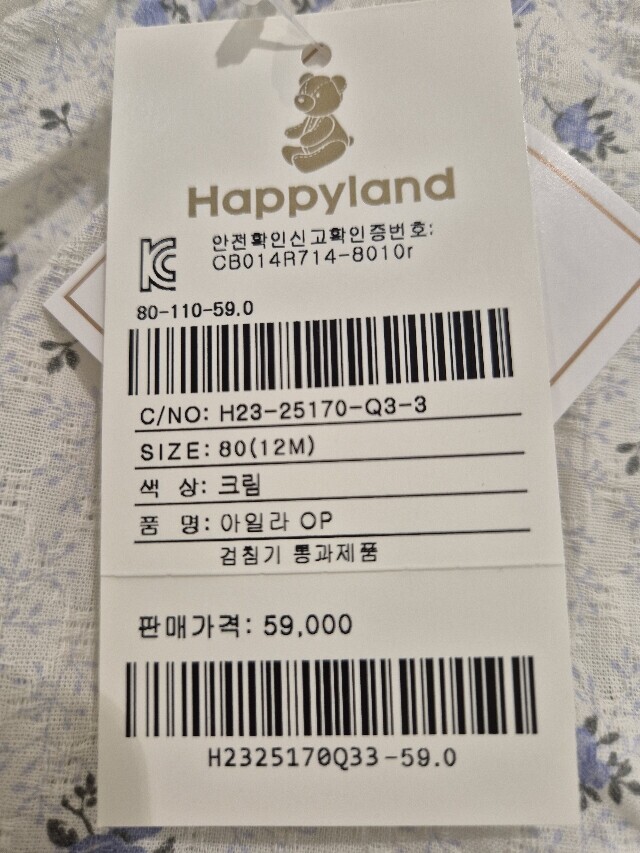 Happyland
안전확인신고확인증번호:
CB014R714-8010r
80-110-59.0
C/NO: H23-25170-Q3-3
SIZE: 80(12M)
색 상: 크림
품 명: 아일라 OP
검침기 통과제품
판매가격: 59,000
H2325170Q33-59.0